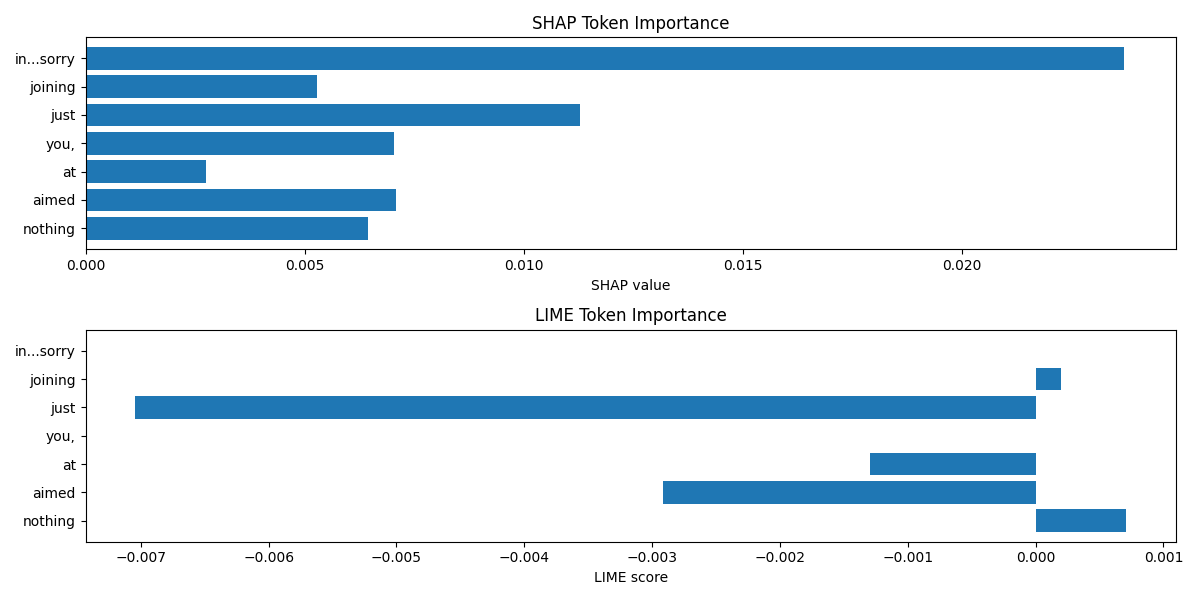 SHAP Token Importance
in...sorry
joining
just
you,
at
aimed
nothing
0.000 0.005 0.010 0.015 0.020
SHAP value
LIME Token Importance
in...sorry
joining
just
you,
at
aimed
nothing
−0.007 −0.006 −0.005 −0.004 −0.003 −0.002 −0.001 0.000 0.001
LIME score